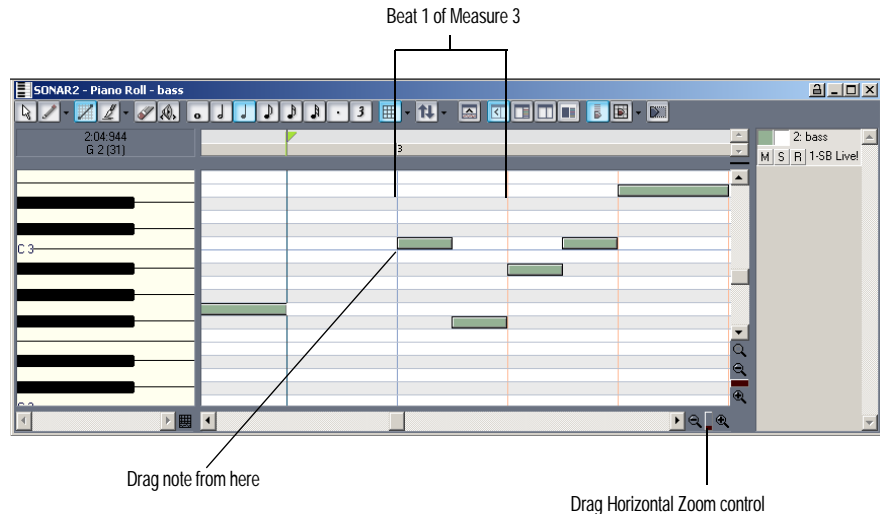 Beat 1 of Measure 3
SONAR2 - Piano Roll - bass
3
2:04:944
G 2 (31)
3
2: bass
M S R 1-SB Live!
C 3
Drag note from here
Drag Horizontal Zoom control